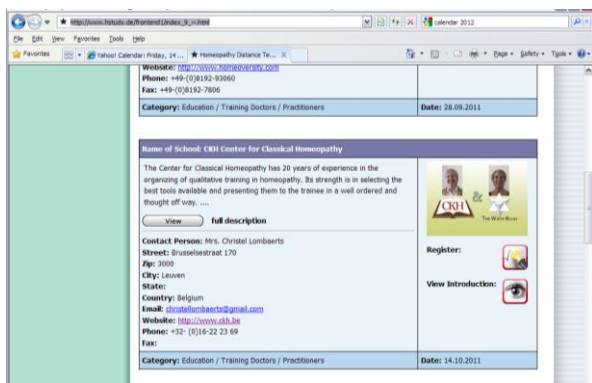 http://www.hstudy.de/frontend1/index_9_=.html
calendar 2012
File Edit View Favorites Tools Help
Favorites
Yahoo! Calendar: Friday, 14 ...
Homeopathy Distance Te...
Page Safety Tools
Website: http://www.homeoversity.com
Phone: +49-(0)8192-93060
Fax: +49-(0)8192-7806
Category: Education / Training Doctors / Practitioners
Date: 28.09.2011
Name of School: CKH Center for Classical Homeopathy
The Center for Classical Homeopathy has 20 years of experience in the
organizing of qualitative training in homeopathy. Its strength is in selecting the
best tools available and presenting them to the trainee in a well ordered and
thought off way. ....
View full description
CKH & The White Room
Contact Person: Mrs. Christel Lombaerts
Street: Brusselsestraat 170
Zip: 3000
City: Leuven
State:
Country: Belgium
Email: christellombaerts@gmail.com
Website: http://www.ckh.be
Phone: +32- (0)16-22 23 69
Fax:
Register:
View Introduction:
Category: Education / Training Doctors / Practitioners
Date: 14.10.2011